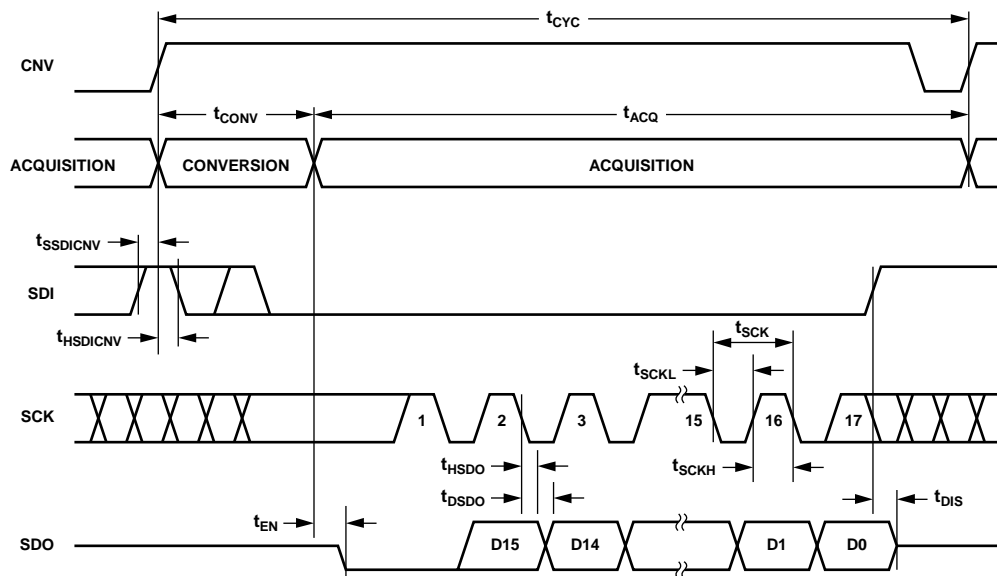 tCYC
CNV
tCONV
tACQ
ACQUISITION
CONVERSION
ACQUISITION
tSSDICNV
SDI
tHSDICNV
tSCK
tSCKL
SCK
1
2
3
15
16
17
tHSDO
tSCKH
tDSDO
tEN
tDIS
SDO
D15
D14
D1
D0